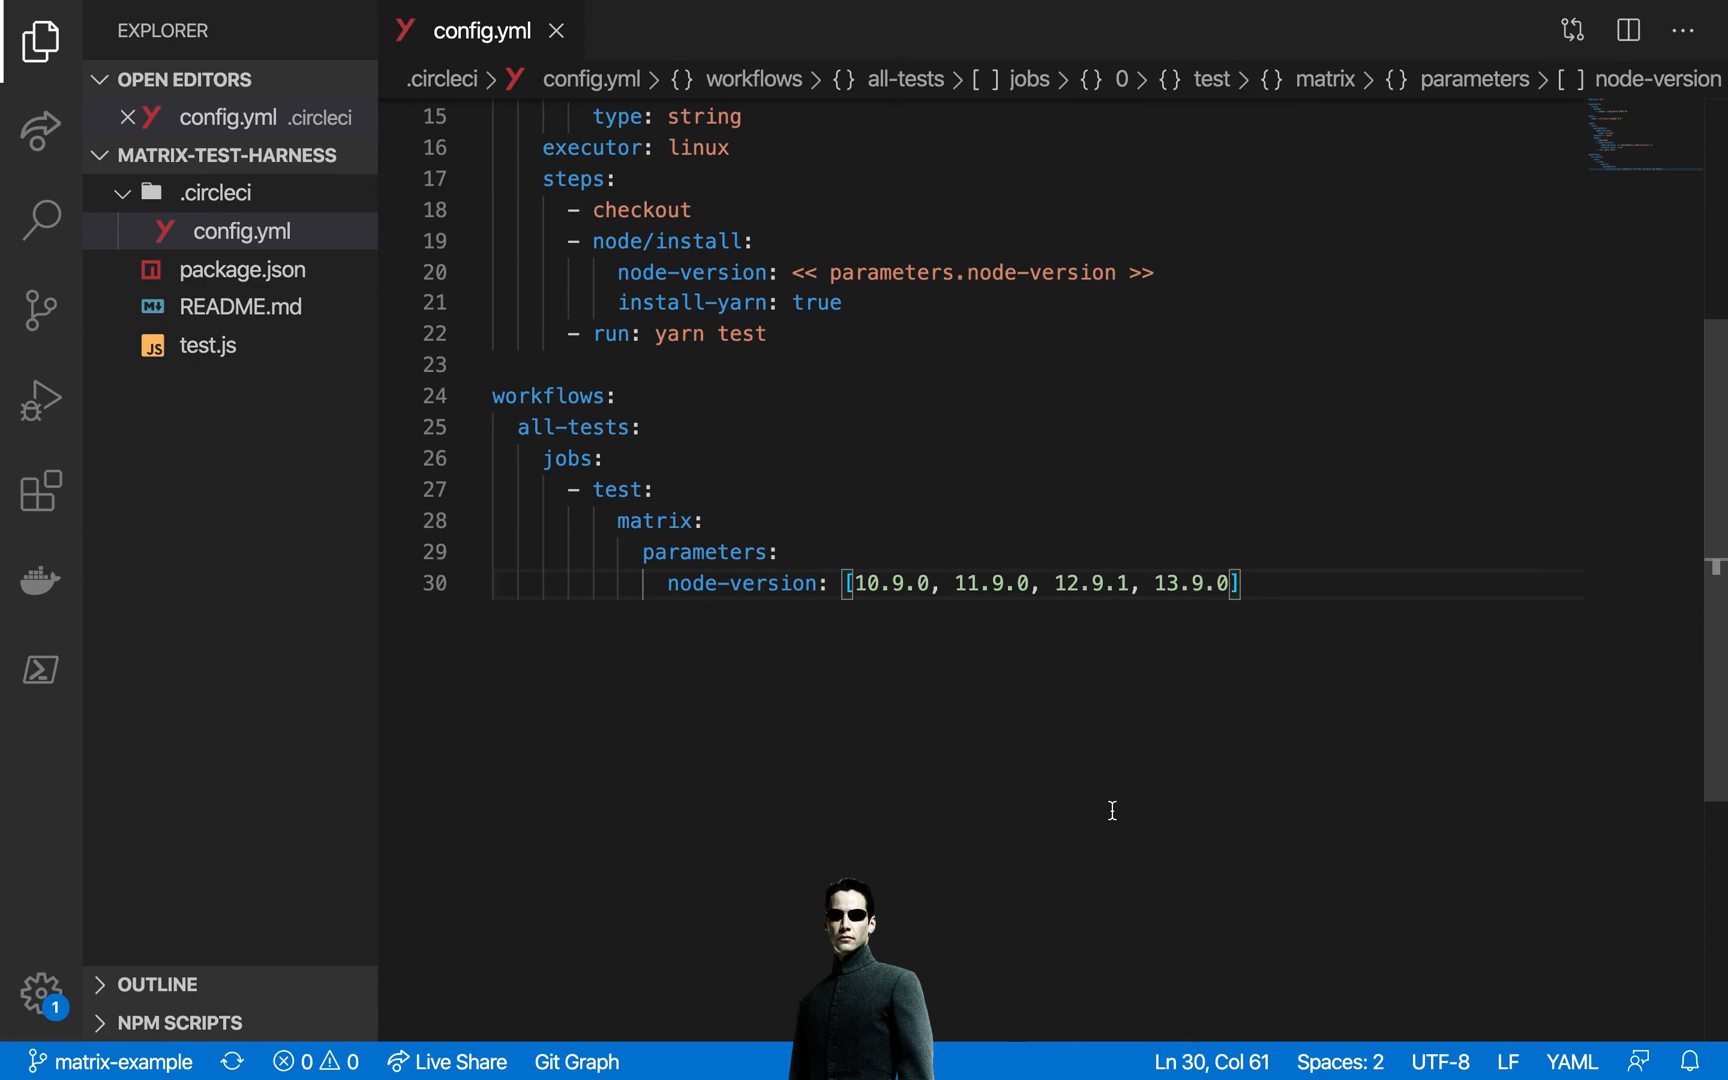 EXPLORER
config.yml
OPEN EDITORS
config.yml .circleci
MATRIX-TEST-HARNESS
.circleci
config.yml
package.json
README.md
JS test.js
OUTLINE
NPM SCRIPTS
.circleci > config.yml > {} workflows > {} all-tests > [ ] jobs > {} 0 > {} test > {} matrix > {} parameters > [ ] node-version
15 type: string
16 executor: linux
17 steps:
18 - checkout
19 - node/install:
20 node-version: << parameters.node-version >>
21 install-yarn: true
22 - run: yarn test
23
24 workflows:
25 all-tests:
26 jobs:
27 - test:
28 matrix:
29 parameters:
30 node-version: [10.9.0, 11.9.0, 12.9.1, 13.9.0]
1
matrix-example 0 0 Live Share Git Graph Ln 30, Col 61 Spaces: 2 UTF-8 LF YAML